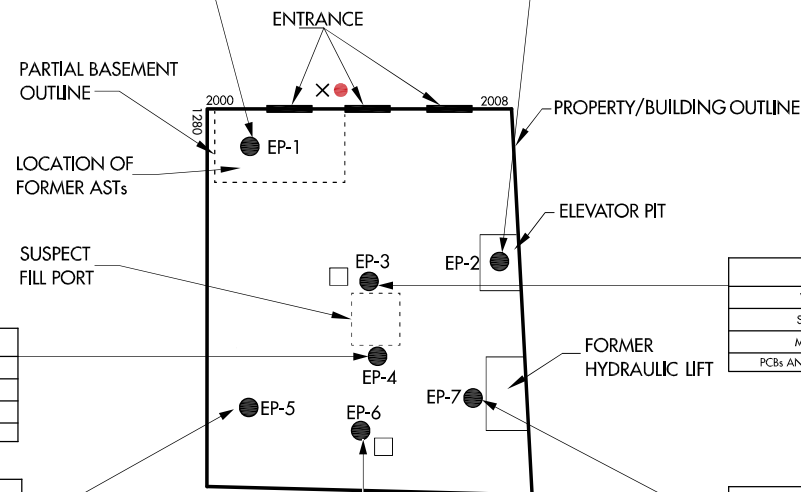 ENTRANCE
PARTIAL BASEMENT
OUTLINE
2000
2008
1280
PROPERTY/BUILDING OUTLINE
EP-1
LOCATION OF
FORMER ASTs
ELEVATOR PIT
SUSPECT
FILL PORT
EP-3
EP-2
S
M
PCBs AN
FORMER
HYDRAULIC LIFT
EP-4
EP-7
EP-5
EP-6